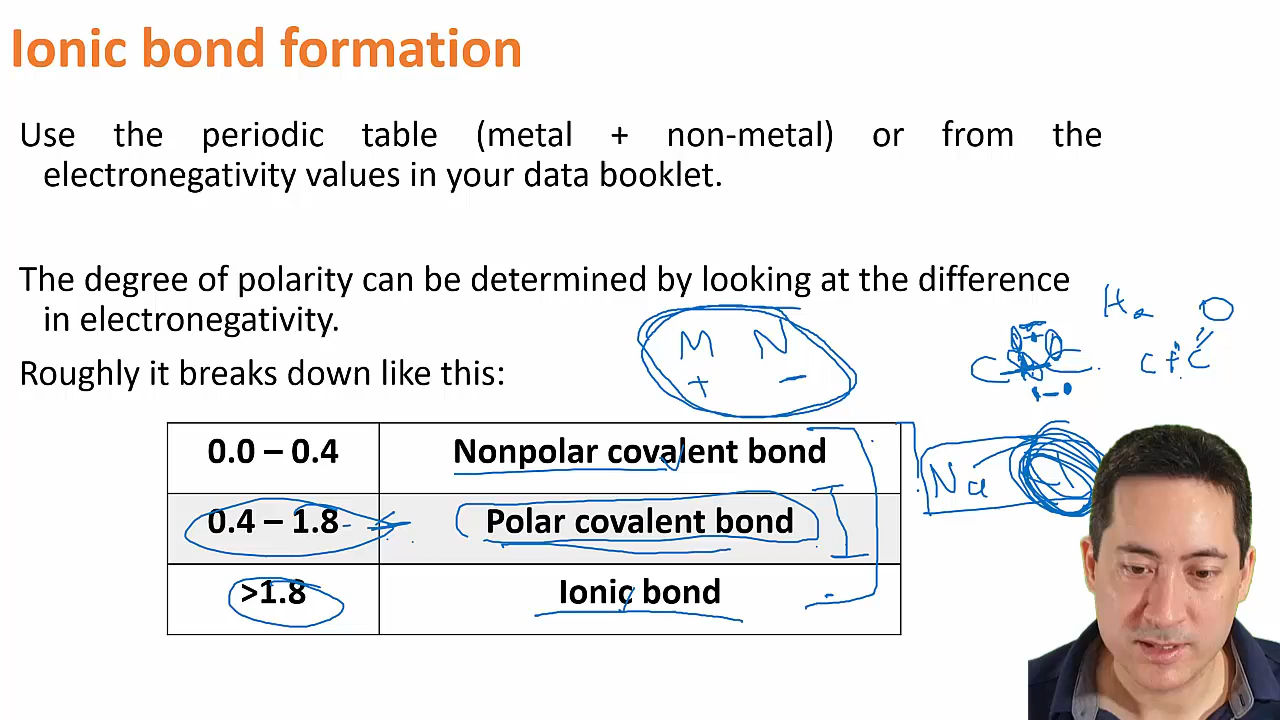 Ionic bond formation
Use the periodic table (metal + non-metal) or from the
electronegativity values in your data booklet.
The degree of polarity can be determined by looking at the difference
in electronegativity.
Roughly it breaks down like this:
M N
+ −
H₂ O
C C
0.0 – 0.4 Nonpolar covalent bond
Na
0.4 – 1.8 Polar covalent bond
>1.8 Ionic bond